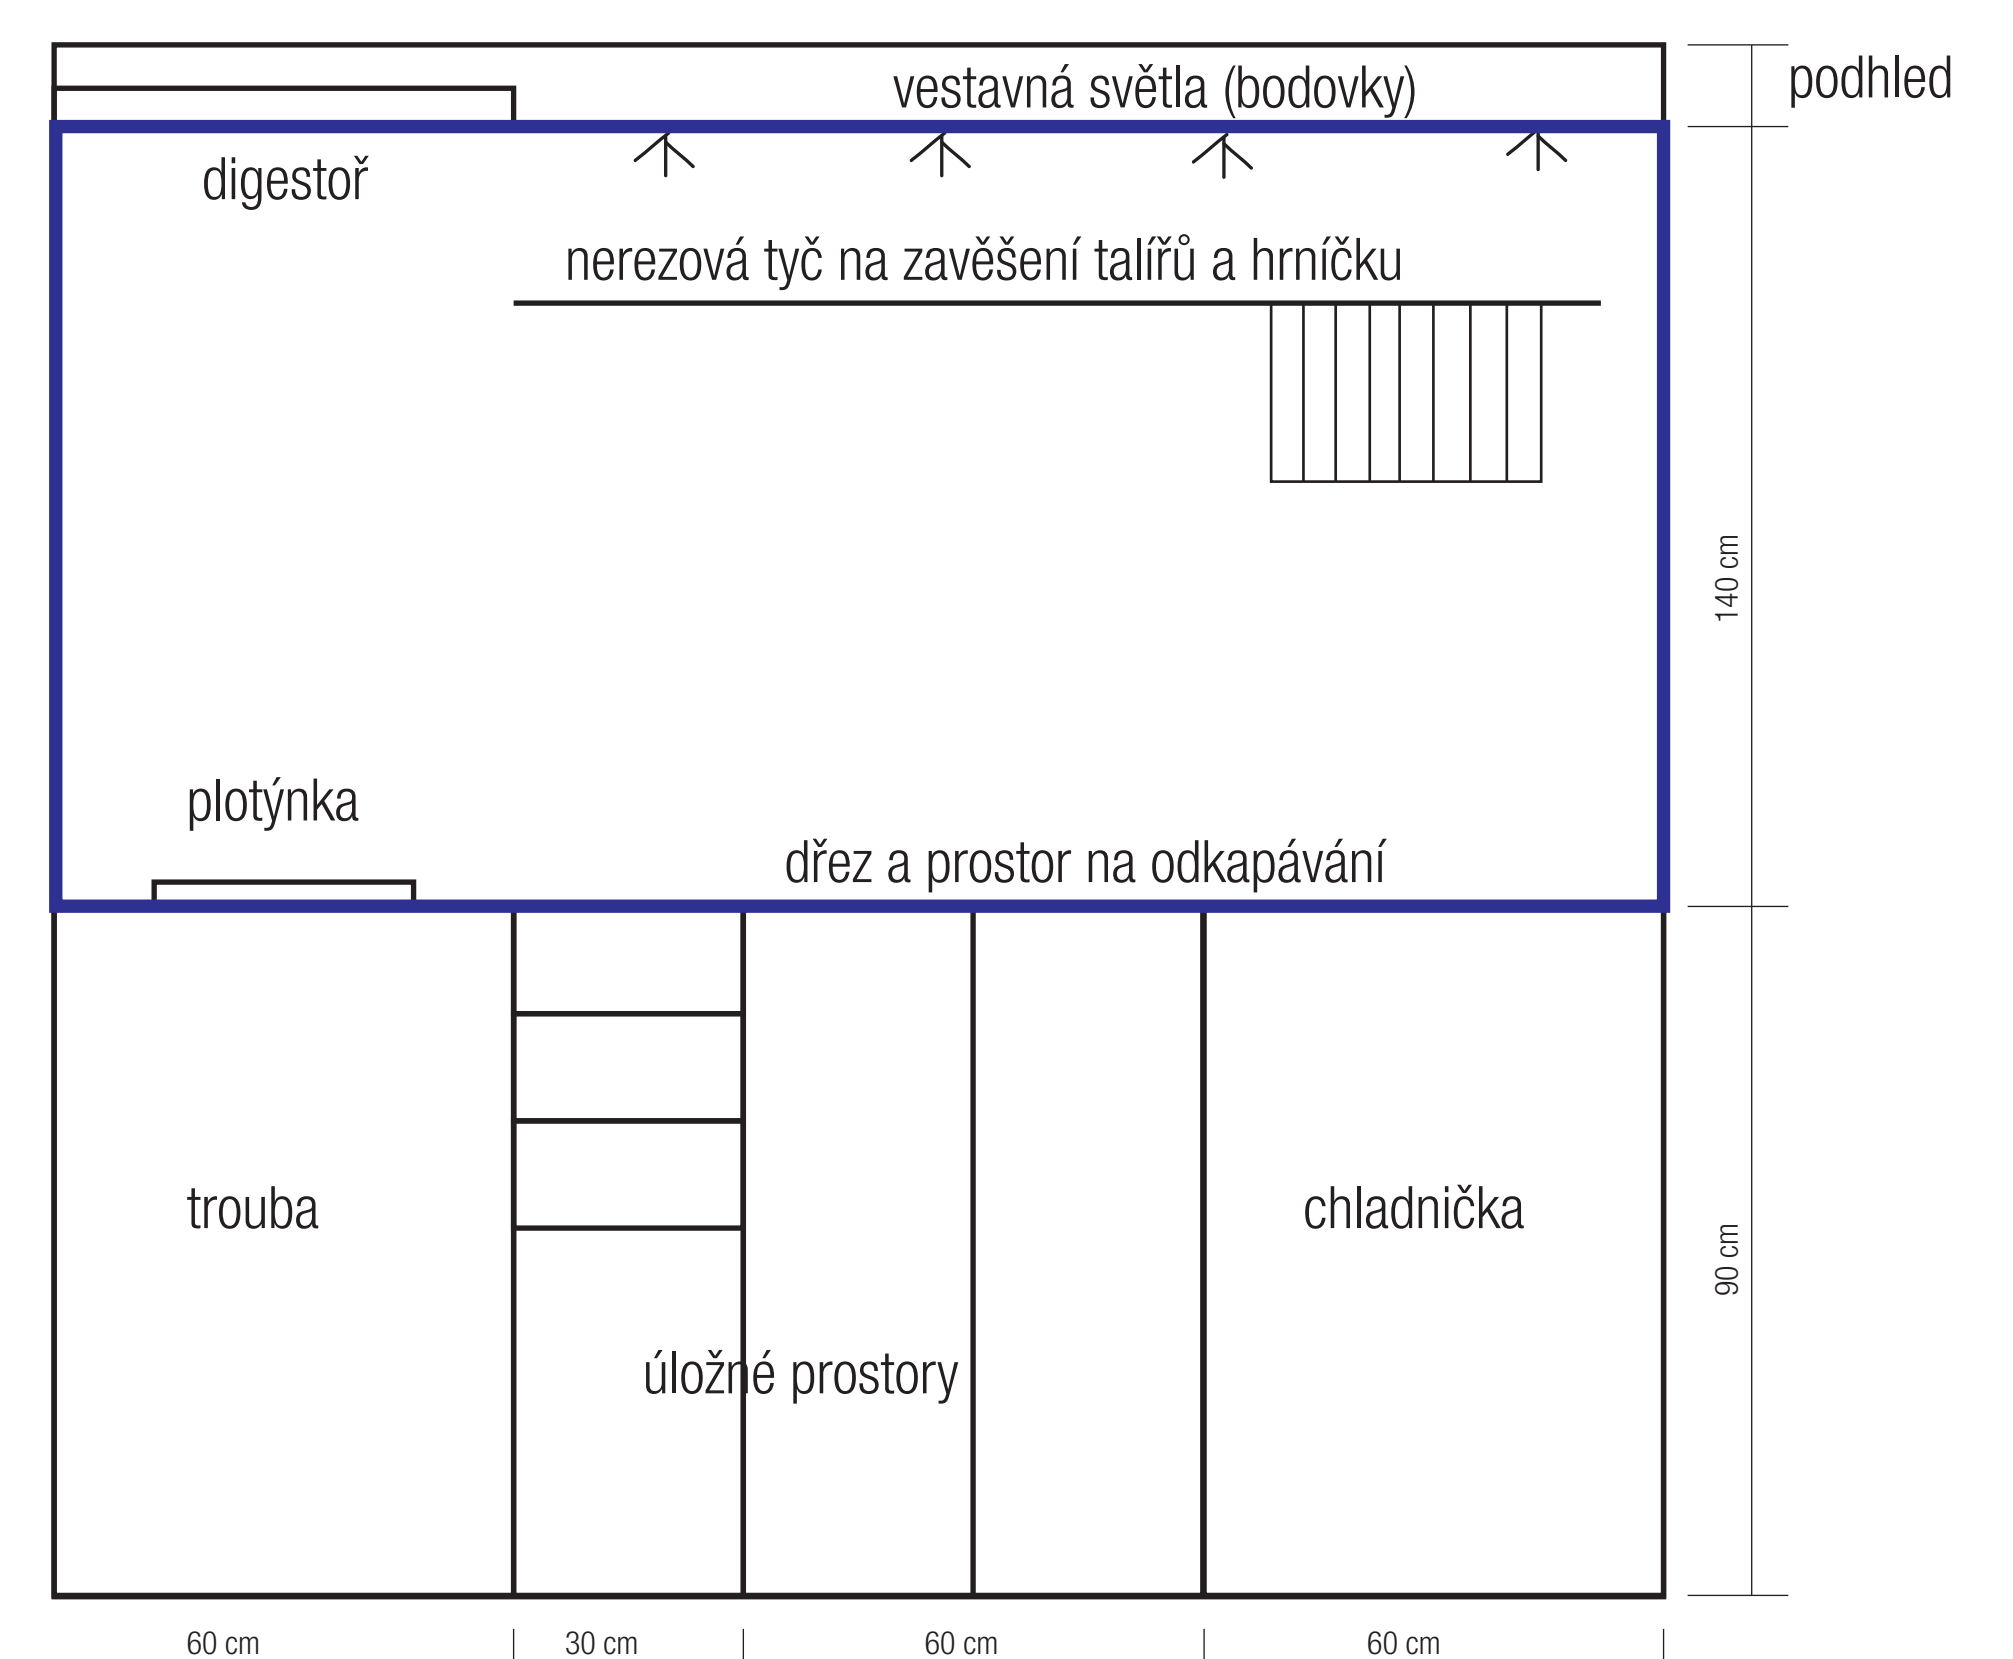 vestavná světla (bodovky)
podhled
digestoř
nerezová tyč na zavěšení talířů a hrníčku
140 cm
plotýnka
dřez a prostor na odkapávání
trouba
chladnička
90 cm
úložné prostory
60 cm
30 cm
60 cm
60 cm